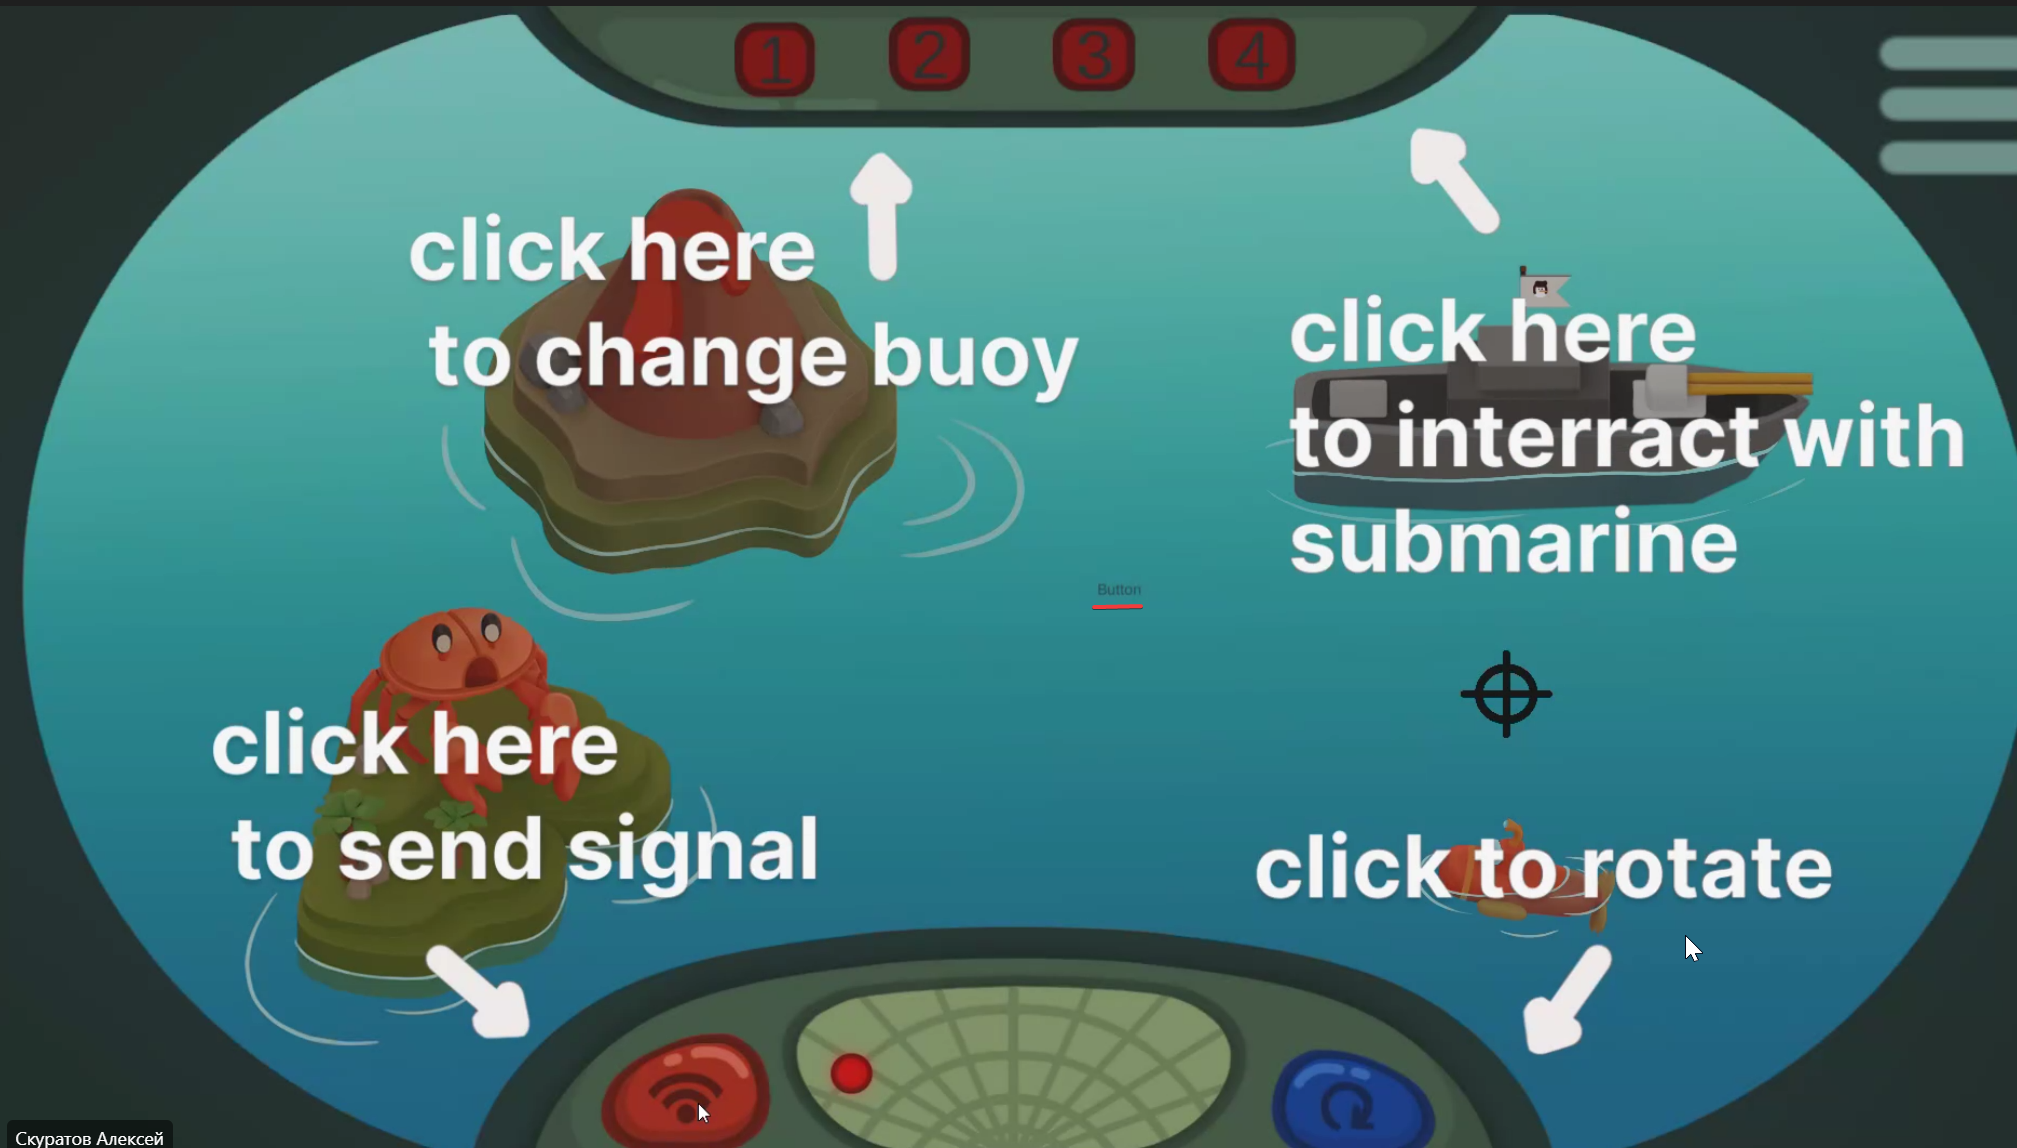 1 2 3 4
click here
to change buoy
click here
to interract with
submarine
Button
click here
to send signal
click to rotate
Скуратов Алексей